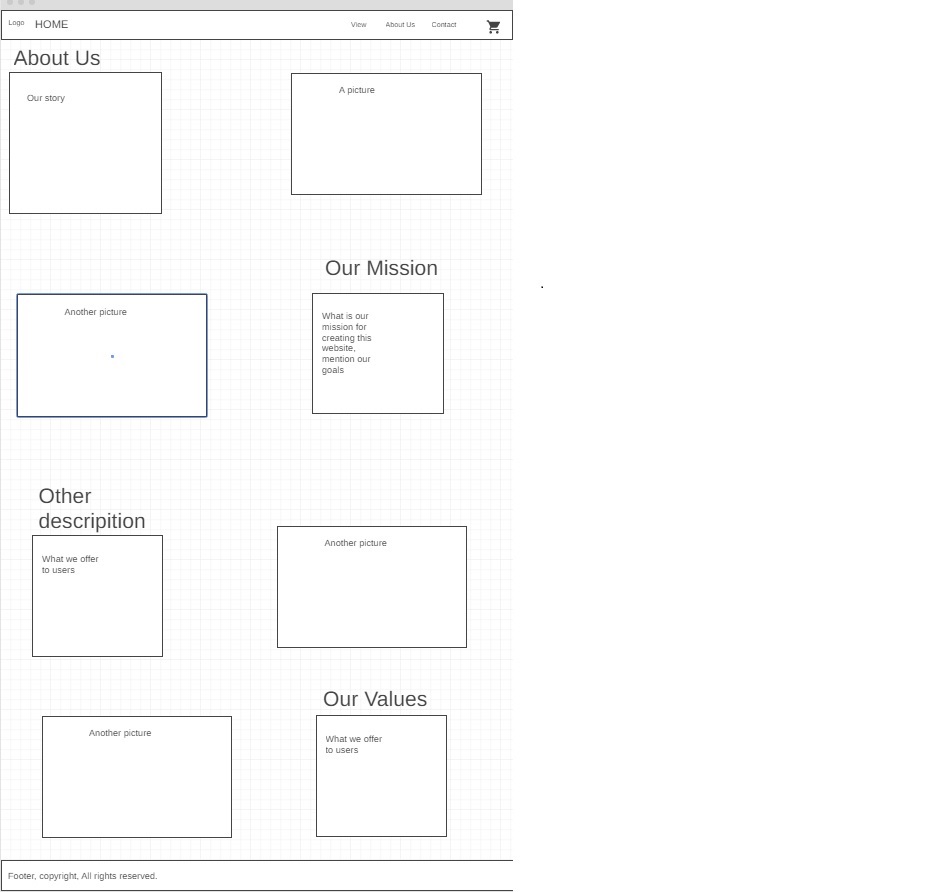 Logo HOME View About Us Contact
About Us
Our story
A picture
Our Mission
Another picture
What is our
mission for
creating this
website,
mention our
goals
Other
descripition
What we offer
to users
Another picture
Our Values
Another picture
What we offer
to users
Footer, copyright, All rights reserved.